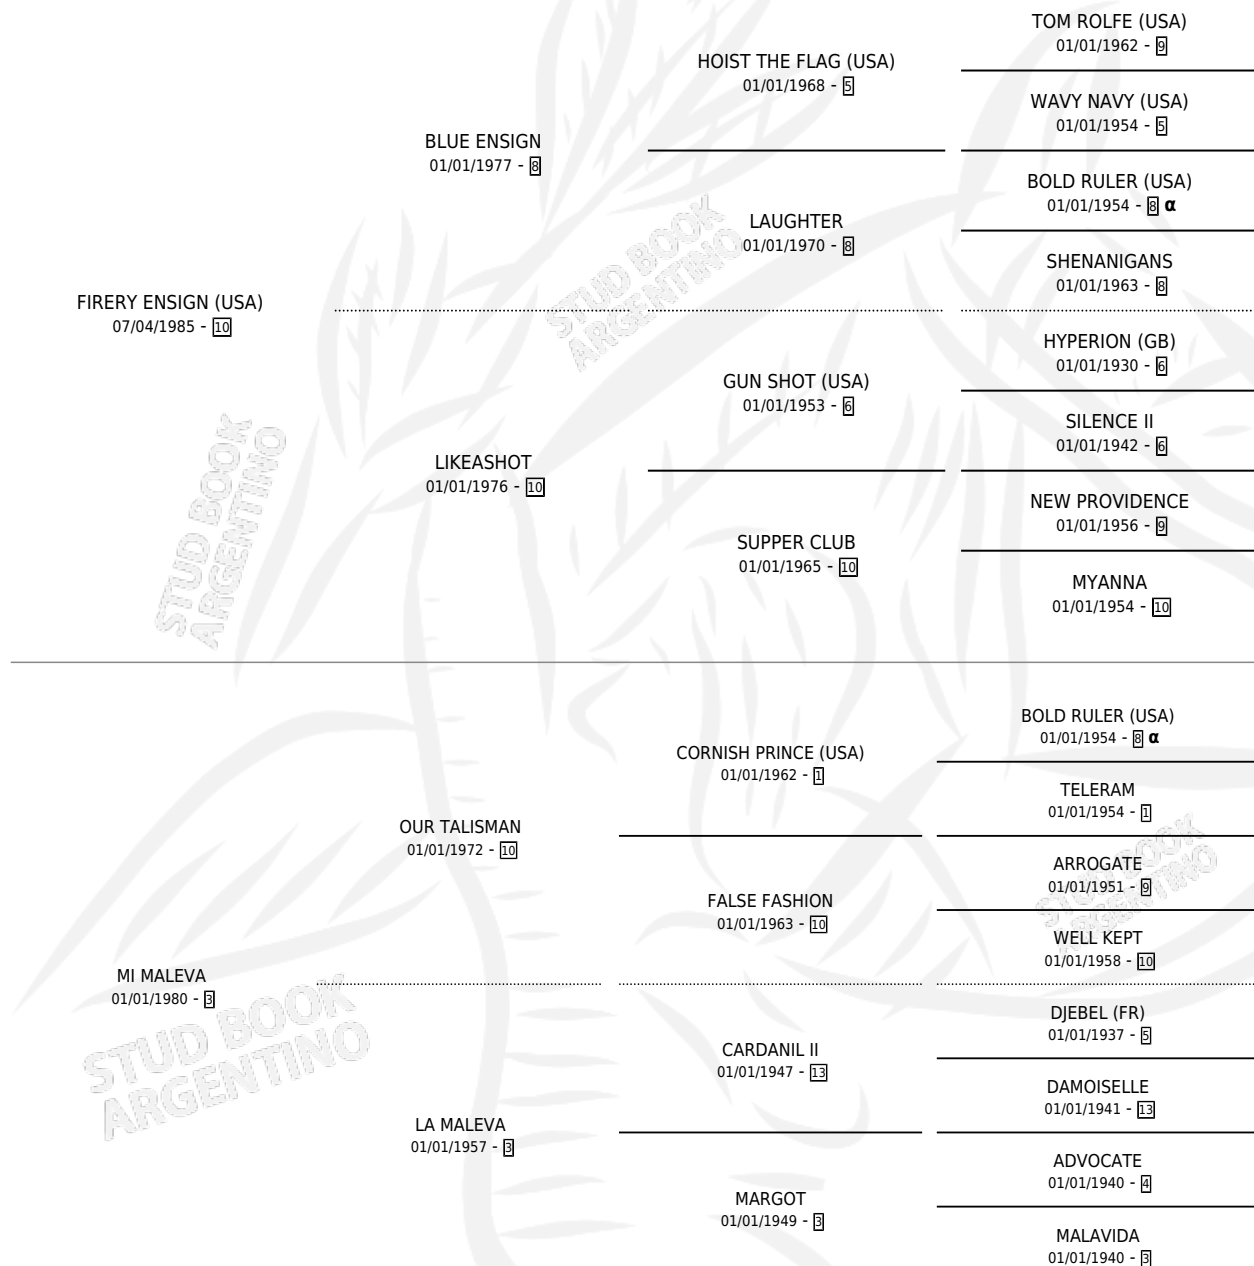 TOM ROLFE (USA)
01/01/1962 - 9
HOIST THE FLAG (USA)
01/01/1968 - 5
WAVY NAVY (USA)
01/01/1954 - 5
BLUE ENSIGN
01/01/1977 - 8
BOLD RULER (USA)
01/01/1954 - 8 α
LAUGHTER
01/01/1970 - 8
SHENANIGANS
01/01/1963 - 8
FIRERY ENSIGN (USA)
07/04/1985 - 10
HYPERION (GB)
01/01/1930 - 6
GUN SHOT (USA)
01/01/1953 - 6
SILENCE II
01/01/1942 - 6
LIKEASHOT
01/01/1976 - 10
NEW PROVIDENCE
01/01/1956 - 9
SUPPER CLUB
01/01/1965 - 10
MYANNA
01/01/1954 - 10
BOLD RULER (USA)
01/01/1954 - 8 α
CORNISH PRINCE (USA)
01/01/1962 - 1
TELERAM
01/01/1954 - 1
OUR TALISMAN
01/01/1972 - 10
ARROGATE
01/01/1951 - 9
FALSE FASHION
01/01/1963 - 10
WELL KEPT
01/01/1958 - 10
MI MALEVA
01/01/1980 - 3
DJEBEL (FR)
01/01/1937 - 5
CARDANIL II
01/01/1947 - 13
DAMOISELLE
01/01/1941 - 13
LA MALEVA
01/01/1957 - 3
ADVOCATE
01/01/1940 - 4
MARGOT
01/01/1949 - 3
MALAVIDA
01/01/1940 - 3
STUD BOOK
ARGENTINO
STUD BOOK
ARGENTINO
STUD BOOK
ARGENTINO
STUD BOOK
ARGENTINO